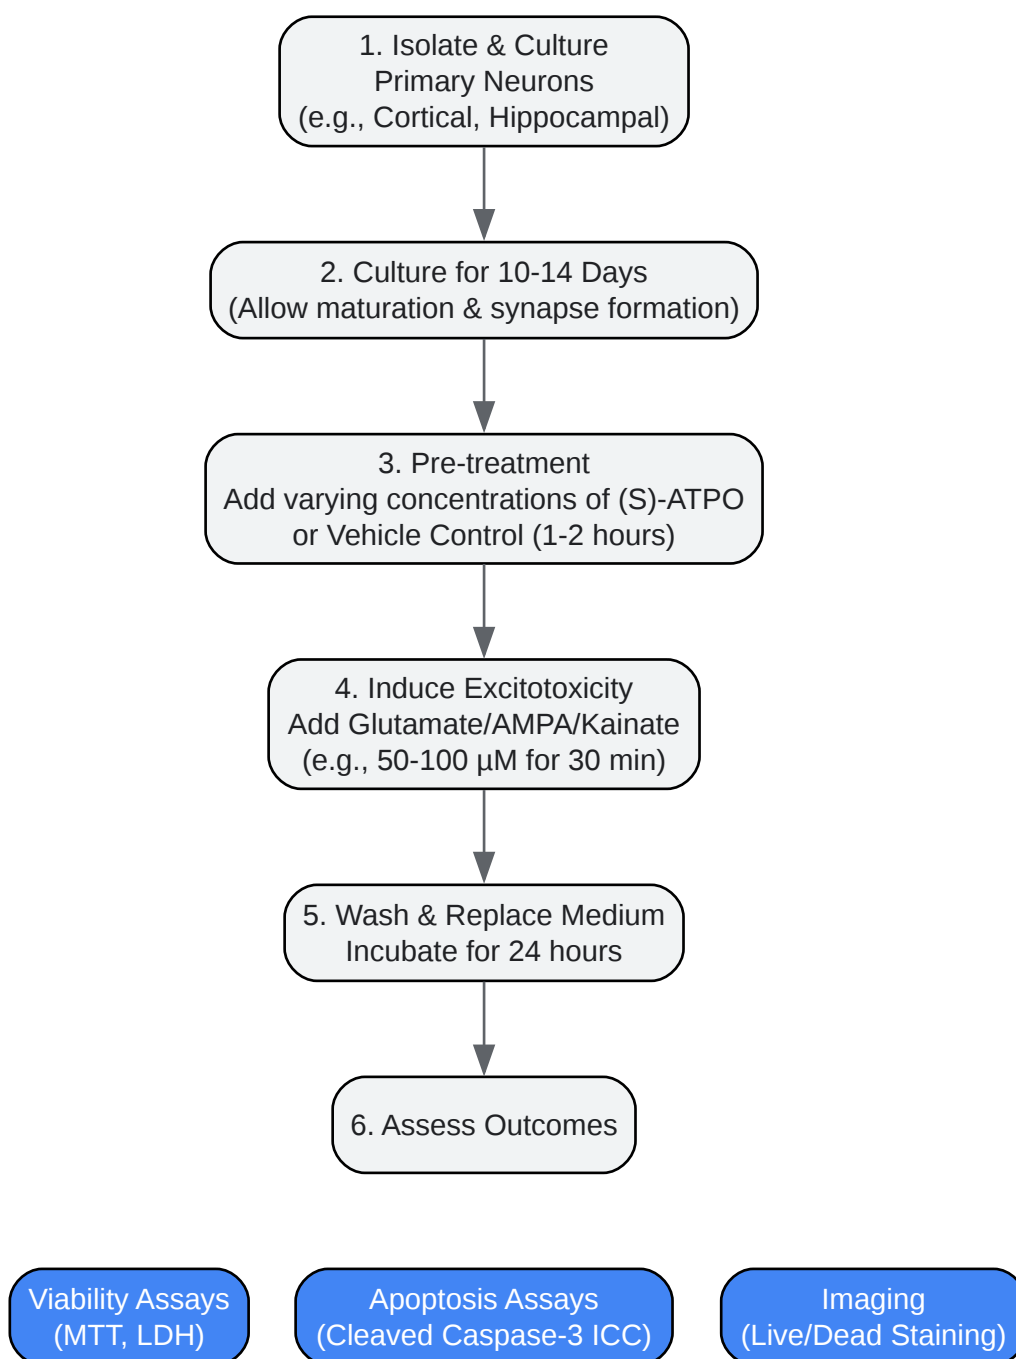 1. Isolate & Culture
Primary Neurons
(e.g., Cortical, Hippocampal)
2. Culture for 10-14 Days
(Allow maturation & synapse formation)
3. Pre-treatment
Add varying concentrations of (S)-ATPO
or Vehicle Control (1-2 hours)
4. Induce Excitotoxicity
Add Glutamate/AMPA/Kainate
(e.g., 50-100 µM for 30 min)
5. Wash & Replace Medium
Incubate for 24 hours
6. Assess Outcomes
Viability Assays
(MTT, LDH)
Apoptosis Assays
(Cleaved Caspase-3 ICC)
Imaging
(Live/Dead Staining)